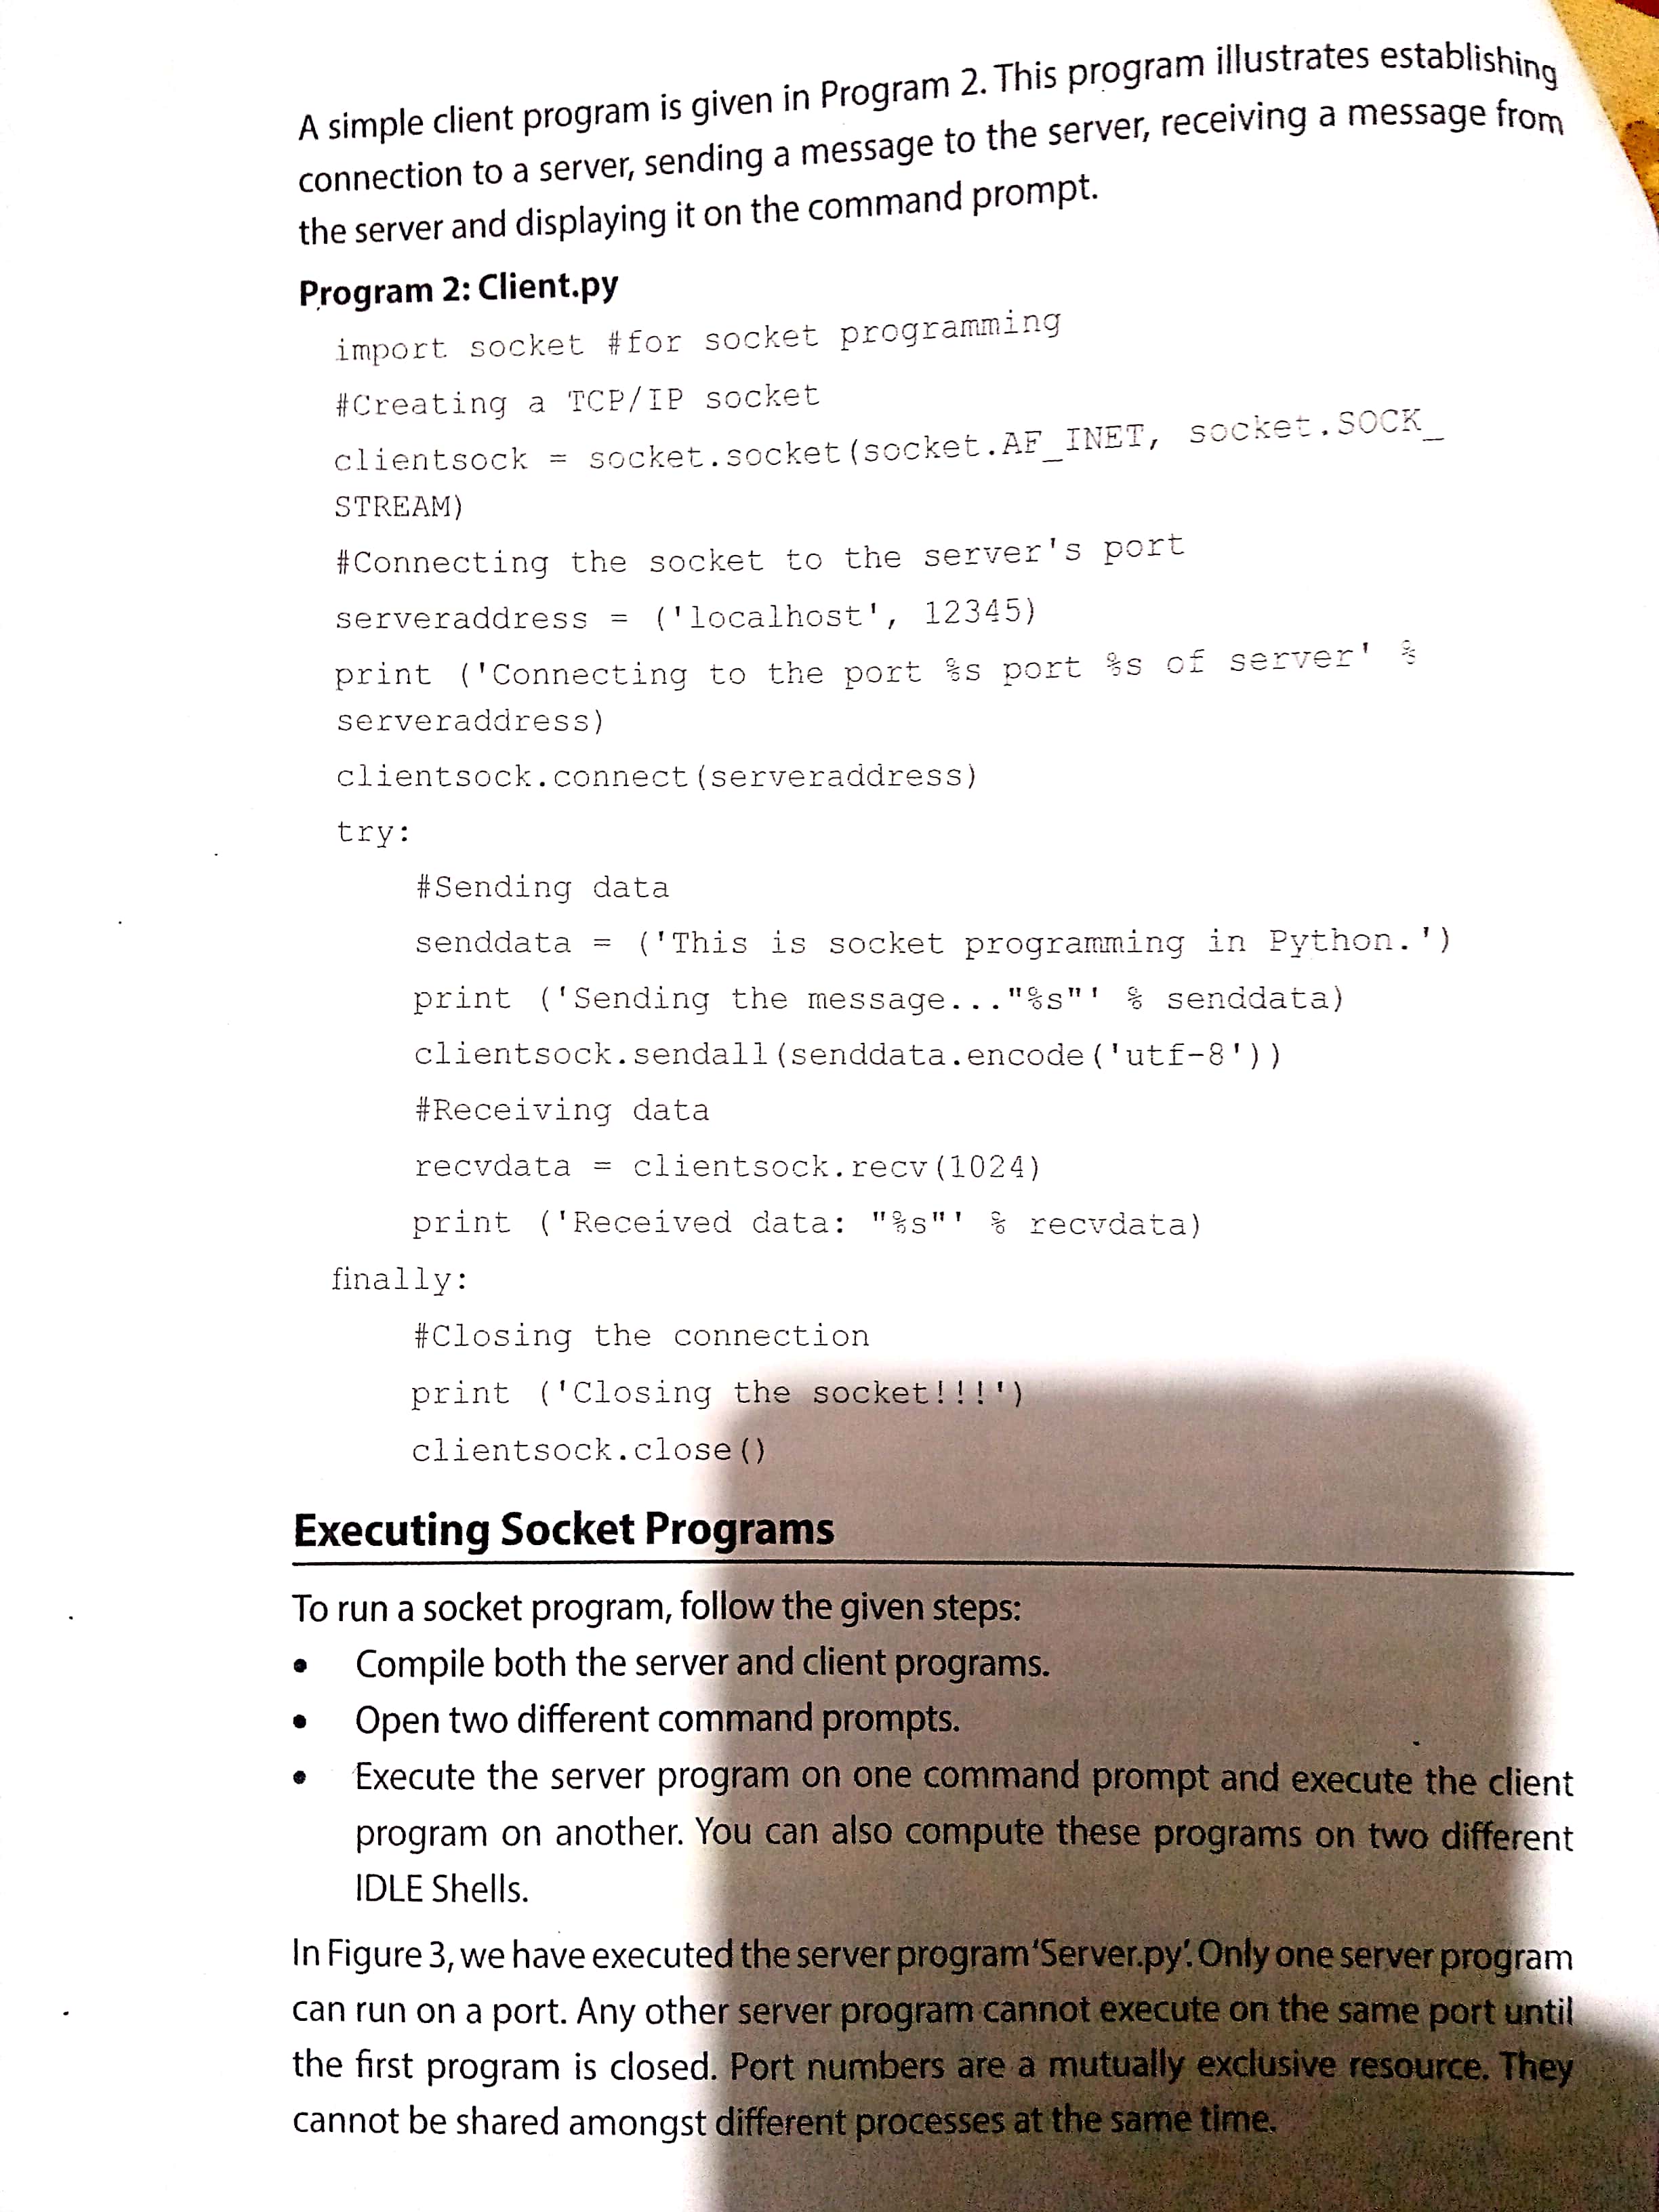 A simple client program is given in Program 2. This program illustrates establishing
connection to a server, sending a message to the server, receiving a message from
the server and displaying it on the command prompt.
Program 2: Client.py
import socket #for socket programming
#Creating a TCP/IP socket
clientsock = socket.socket(socket.AF_INET, socket.SOCK_
STREAM)
#Connecting the socket to the server's port
serveraddress = ('localhost', 12345)
print ('Connecting to the port %s port %s of server' %
serveraddress)
clientsock.connect(serveraddress)
try:
#Sending data
senddata = ('This is socket programming in Python.')
print ('Sending the message..."%s"' % senddata)
clientsock.sendall(senddata.encode('utf-8'))
#Receiving data
recvdata = clientsock.recv(1024)
print ('Received data: "%s"' % recvdata)
finally:
#Closing the connection
print ('Closing the socket!!!')
clientsock.close()
Executing Socket Programs
To run a socket program, follow the given steps:
• Compile both the server and client programs.
• Open two different command prompts.
• Execute the server program on one command prompt and execute the client
program on another. You can also compute these programs on two different
IDLE Shells.
In Figure 3, we have executed the server program 'Server.py'. Only one server program
can run on a port. Any other server program cannot execute on the same port until
the first program is closed. Port numbers are a mutually exclusive resource. They
cannot be shared amongst different processes at the same time.